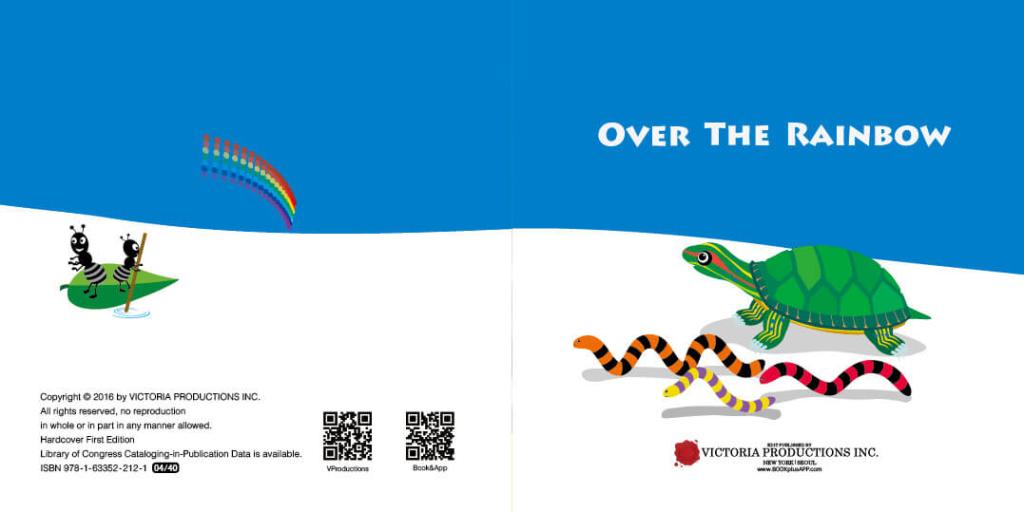 Copyright © 2016 by VICTORIA PRODUCTIONS INC.
All rights reserved, no reproduction
in whole or in part in any manner allowed.
Hardcover First Edition
Library of Congress Cataloging-in-Publication Data is available.
ISBN 978-1-63352-212-1 04/40
VProductions
Book&App
OVER THE RAINBOW
VICTORIA PRODUCTIONS INC.
NEW YORK | SEOUL
www.BOOKplusAPP.com